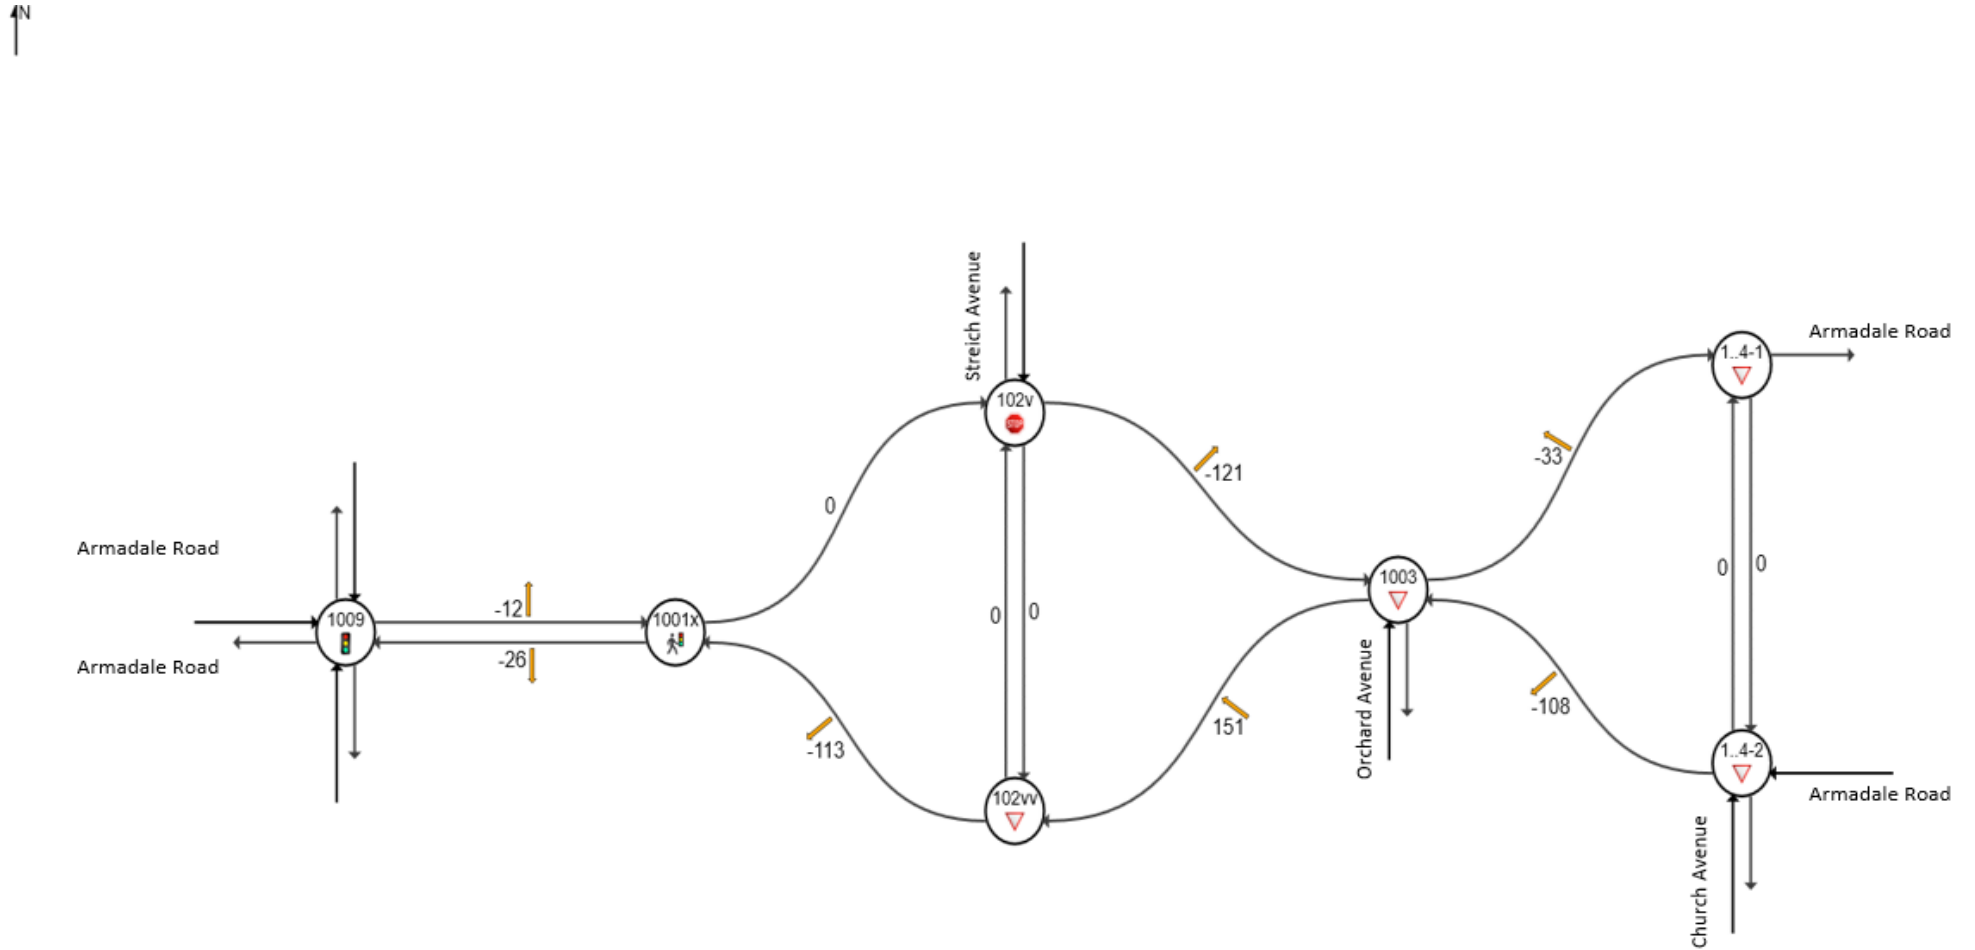 N
Streich Avenue
Armadale Road
1..4-1
102v
STOP
-121
-33
0
Armadale Road
1003
0
0
-12
1009
1001x
0
0
-26
Armadale Road
Orchard Avenue
-108
151
-113
1..4-2
Armadale Road
102vv
Church Avenue